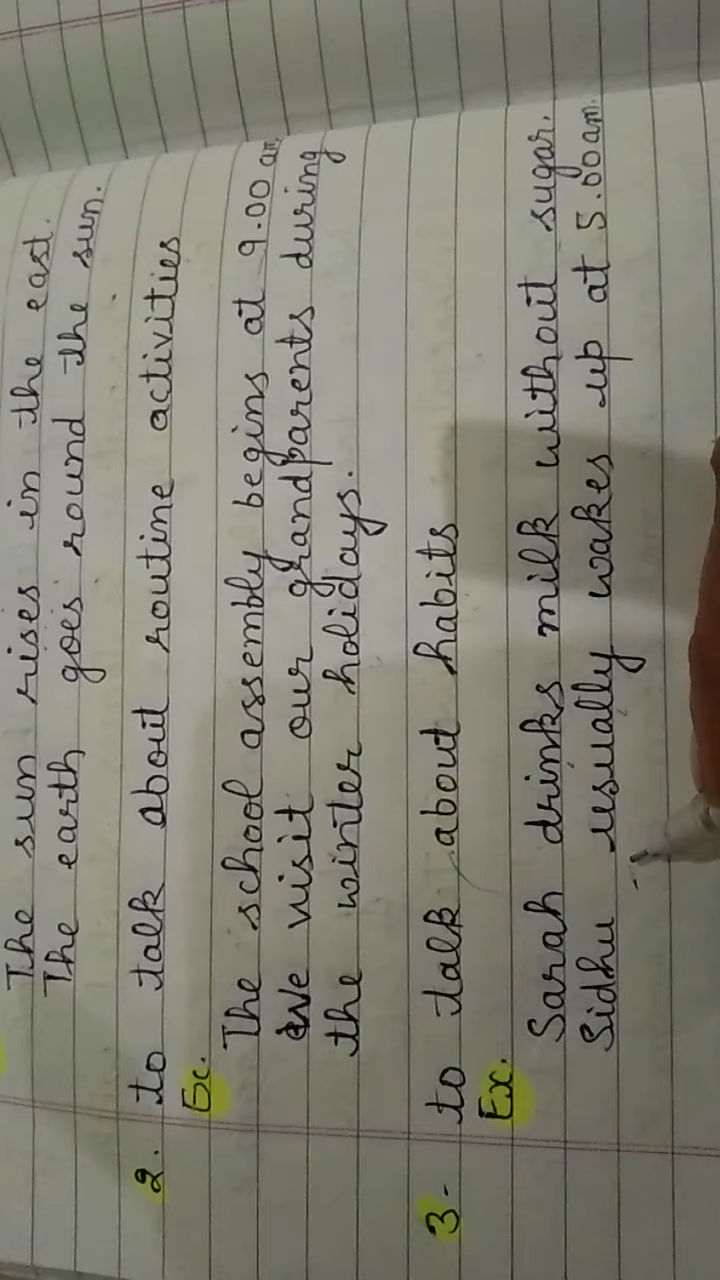 The sun rises in the east.
The earth goes round the sun.
2. to talk about routine activities
Ex.
The school assembly begins at 9.00 am
We visit our grandparents during
the winter holidays.
3- to talk about habits
Ex.
Sarah drinks milk without sugar.
Sidhu usually wakes up at 5.00am.